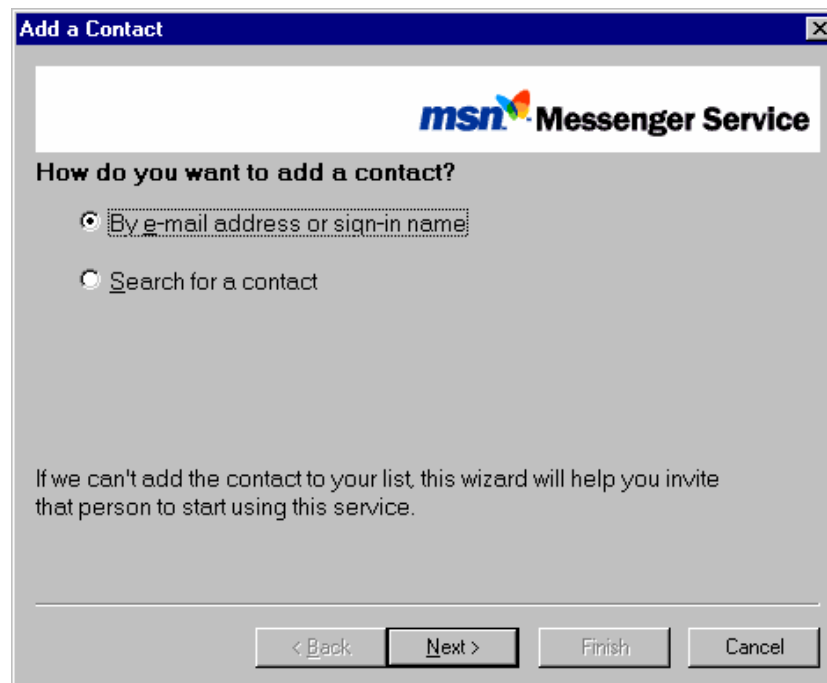 Add a Contact
msn Messenger Service
How do you want to add a contact?
By e-mail address or sign-in name
Search for a contact
If we can't add the contact to your list, this wizard will help you invite
that person to start using this service.
< Back Next > Finish Cancel